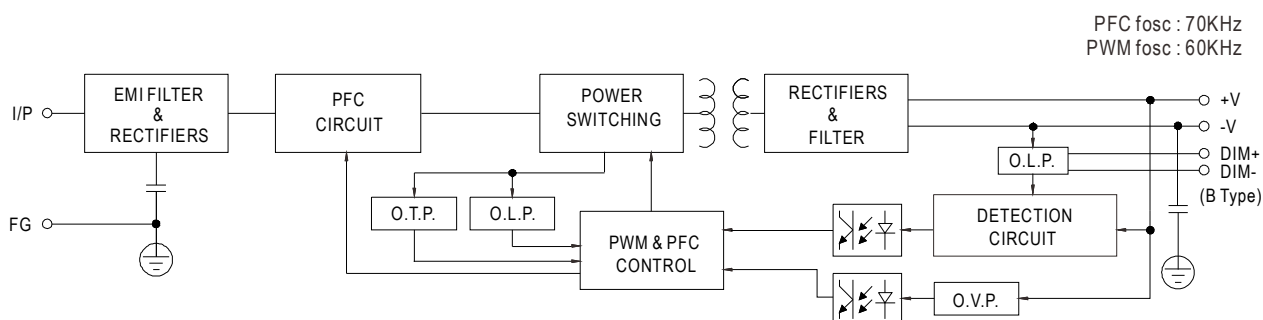 PFC fosc : 70KHz
PWM fosc : 60KHz
I/P
EMI FILTER
&
RECTIFIERS
PFC
CIRCUIT
POWER
SWITCHING
RECTIFIERS
&
FILTER
+V
-V
DIM+
DIM-
(B Type)
O.L.P.
FG
O.T.P.
O.L.P.
PWM & PFC
CONTROL
DETECTION
CIRCUIT
O.V.P.